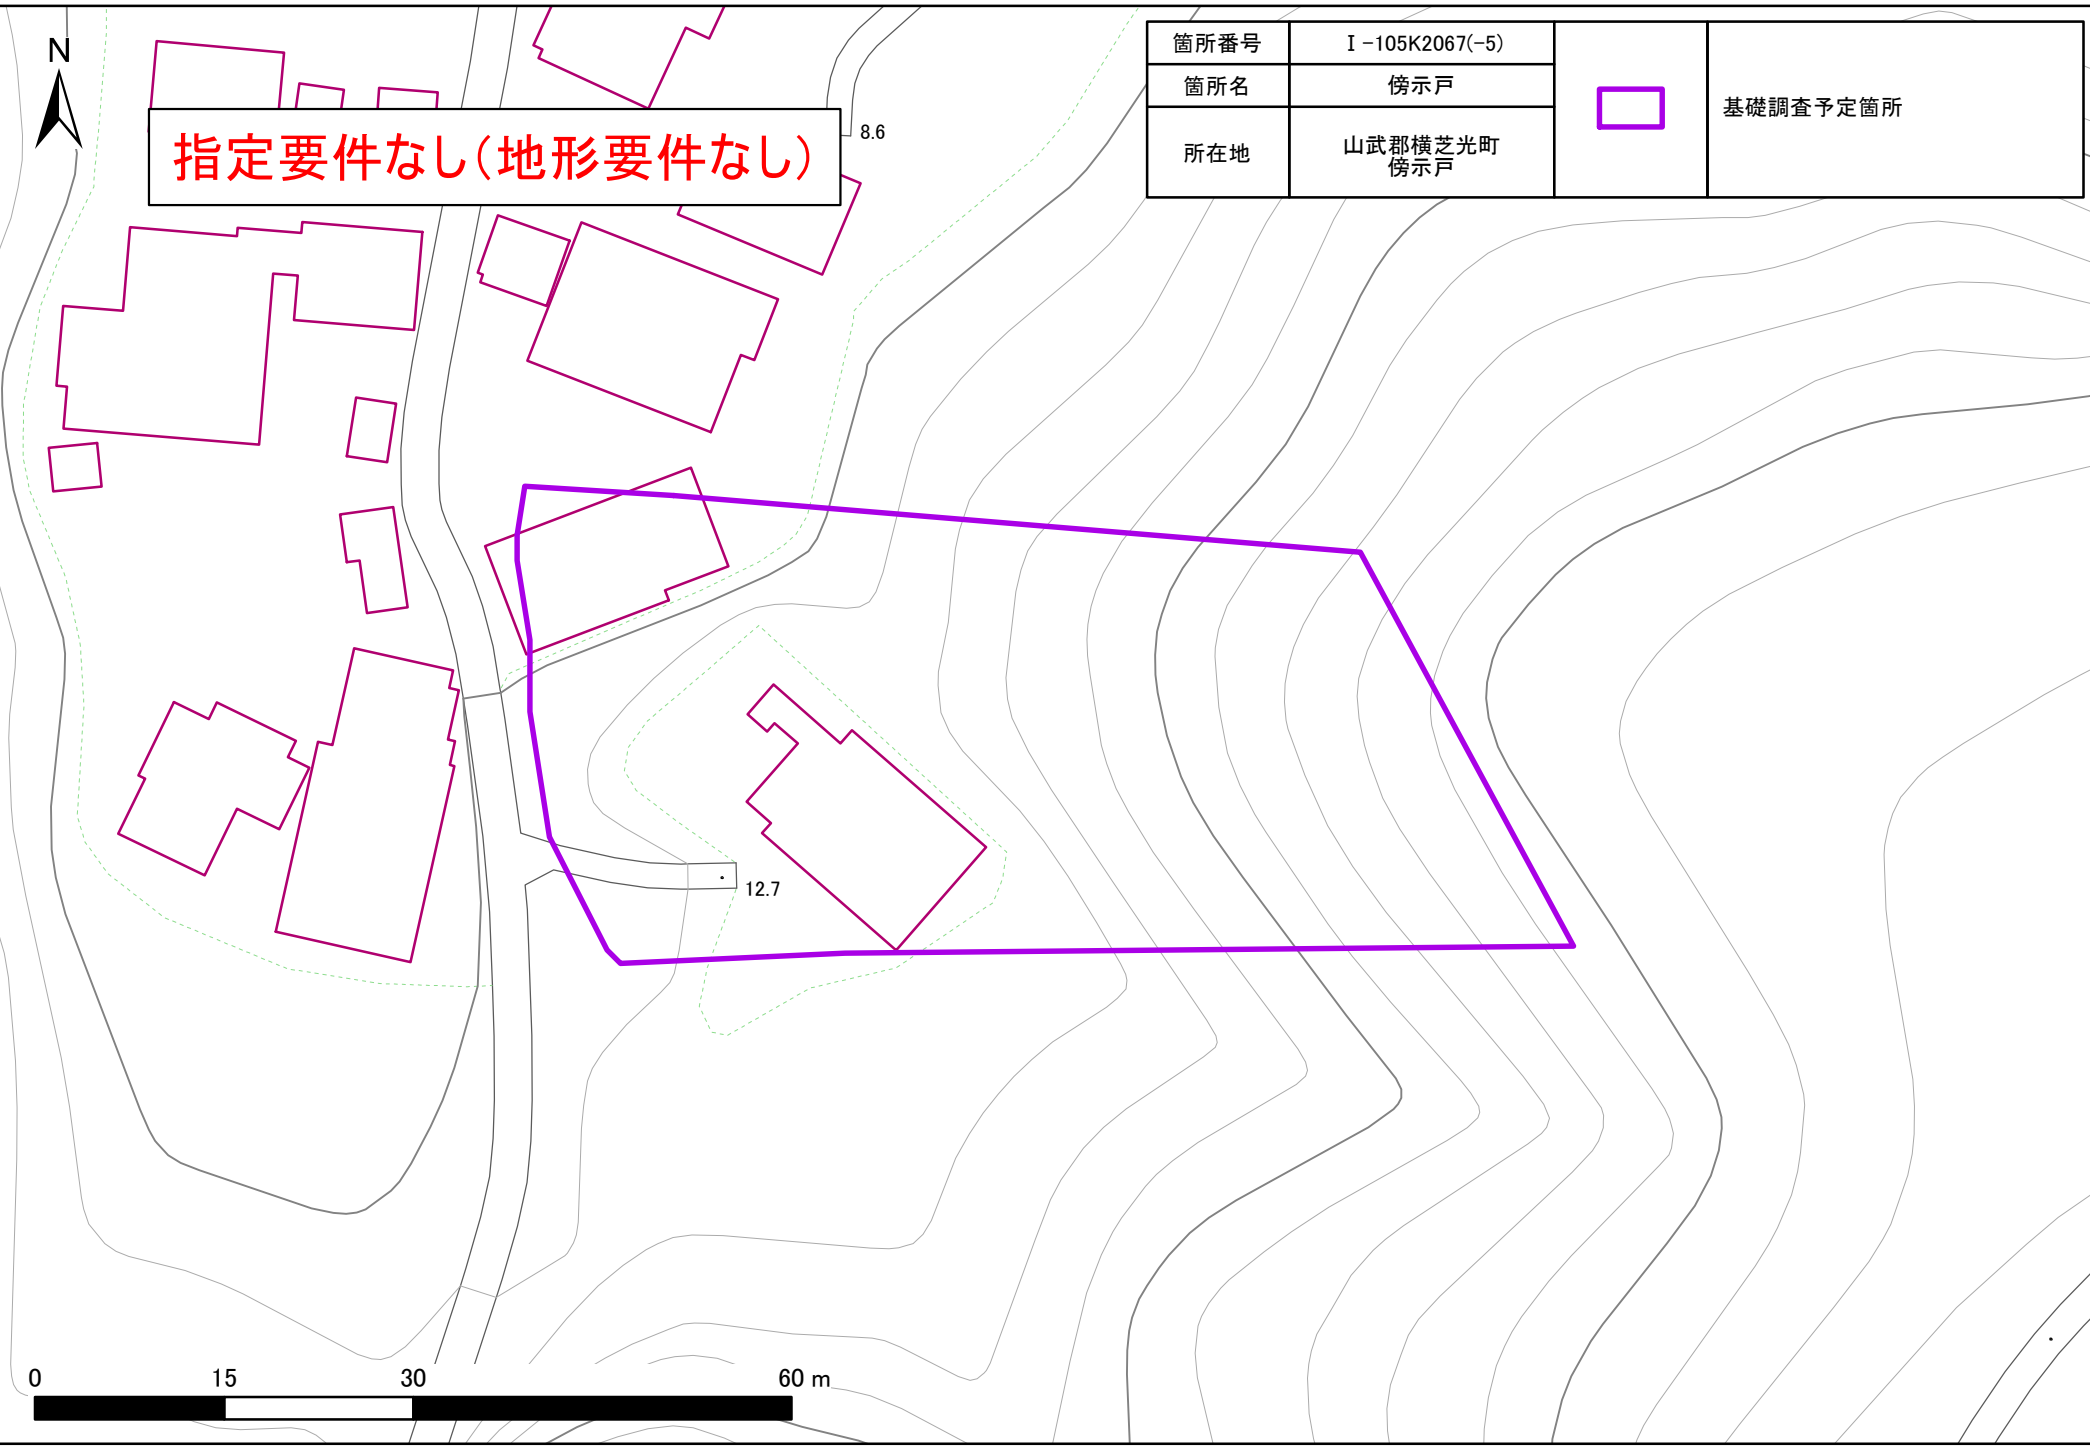 N
指定要件なし(地形要件なし)
8.6
箇所番号 Ⅰ-105K2067(-5)
箇所名 傍示戸
所在地 山武郡横芝光町
傍示戸
基礎調査予定箇所
12.7
0 15 30 60 m